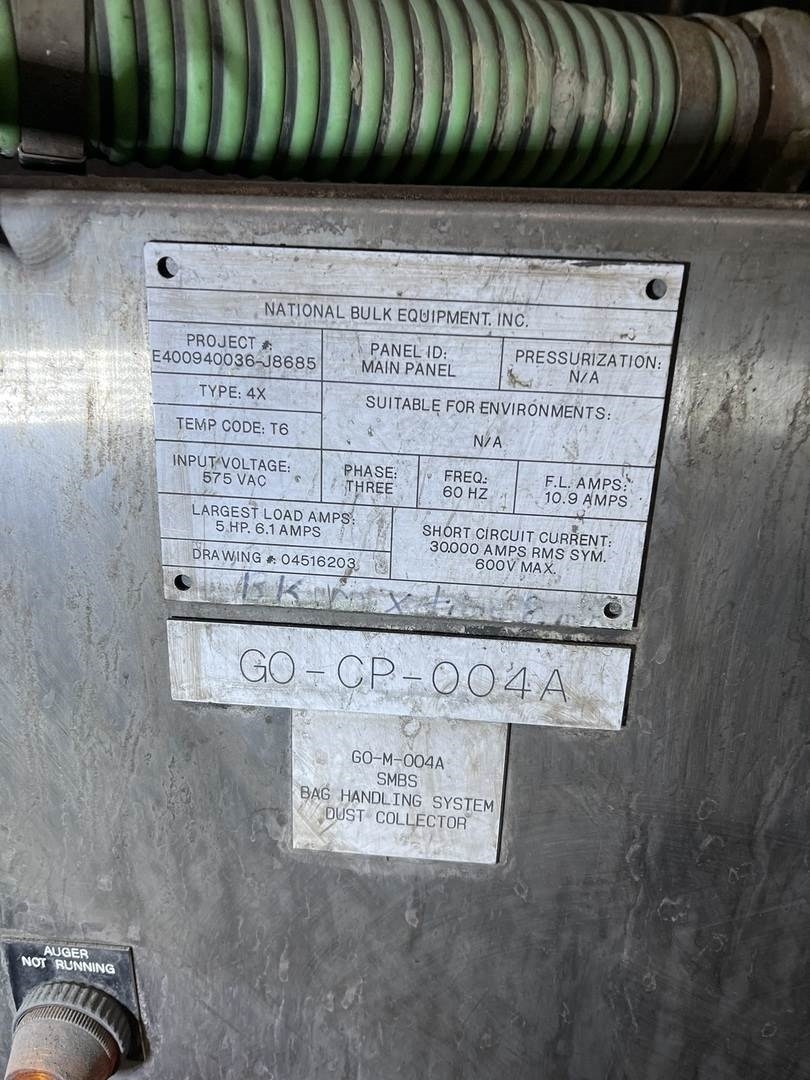 NATIONAL BULK EQUIPMENT. INC.
PROJECT #:
E400940036-J8685
PANEL ID:
MAIN PANEL
PRESSURIZATION:
N/A
TYPE: 4X
SUITABLE FOR ENVIRONMENTS:
N/A
TEMP CODE: T6
INPUT VOLTAGE:
575 VAC
PHASE:
THREE
FREQ.:
60 HZ
F.L. AMPS:
10.9 AMPS
LARGEST LOAD AMPS:
5 HP. 6.1 AMPS
SHORT CIRCUIT CURRENT:
30,000 AMPS RMS SYM.
600V MAX.
DRAWING #: 04516203
GO-CP-004A
GO-M-004A
SMBS
BAG HANDLING SYSTEM
DUST COLLECTOR
AUGER
NOT RUNNING